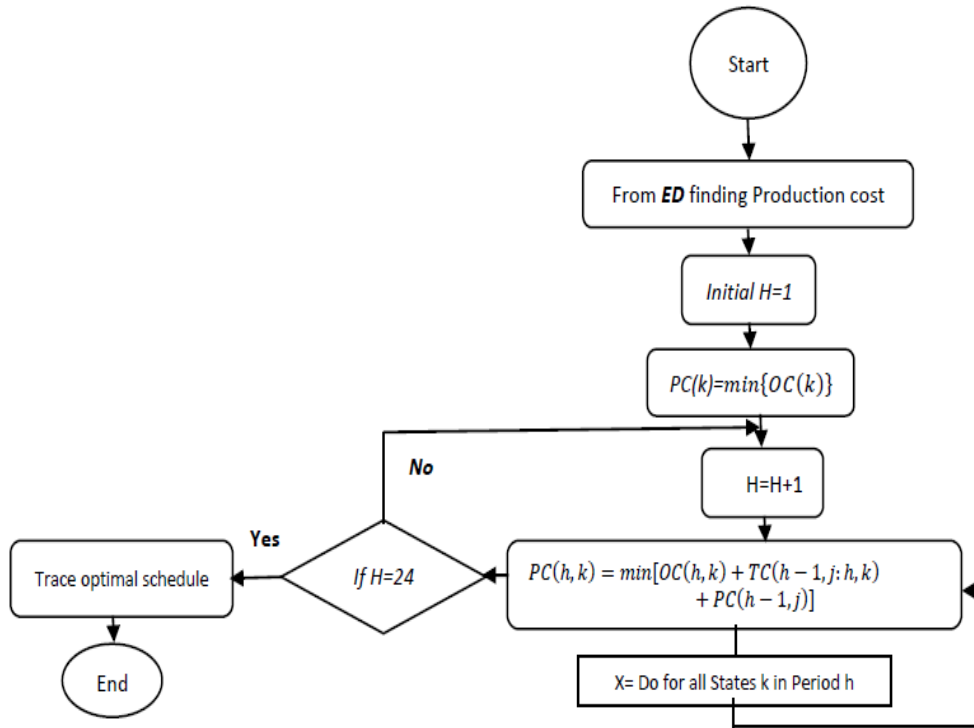 Start
From ED finding Production cost
Initial H=1
PC(k)=min{OC(k)}
No
H=H+1
Yes
Trace optimal schedule
If H=24
PC(h, k) = min[OC(h, k) + TC(h − 1, j: h, k)
+ PC(h − 1, j)]
End
X= Do for all States k in Period h